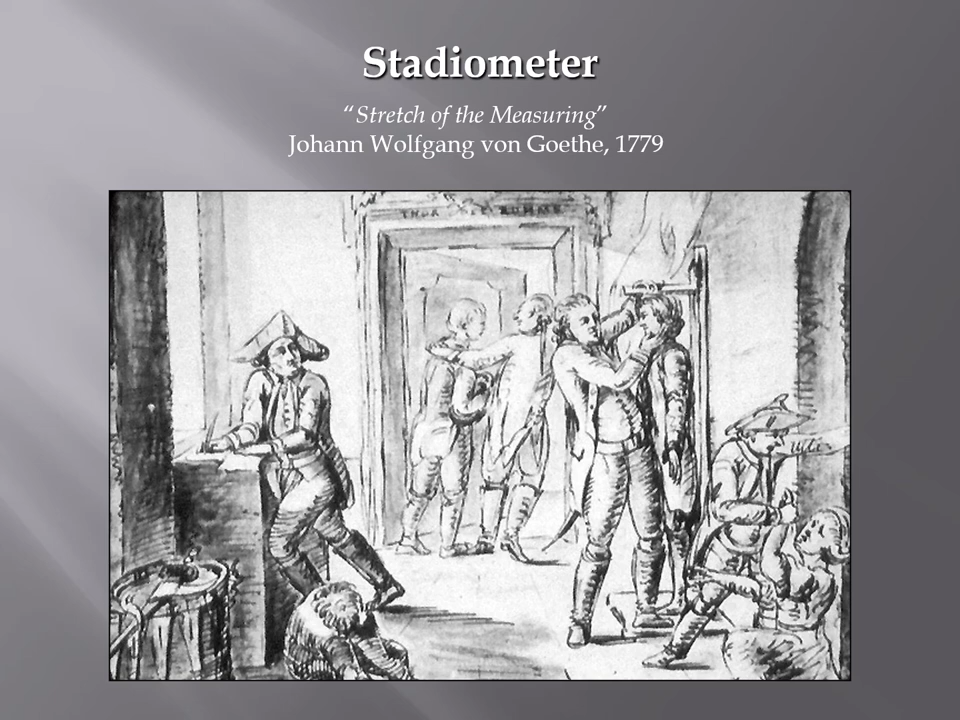 Stadiometer
“Stretch of the Measuring”
Johann Wolfgang von Goethe, 1779